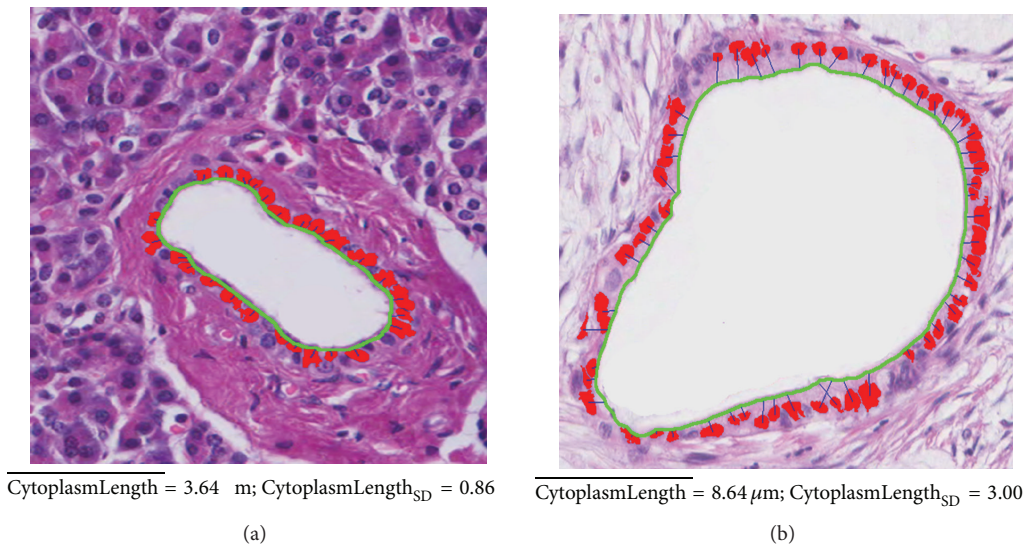 CytoplasmLength = 3.64 m; CytoplasmLength_SD = 0.86
CytoplasmLength = 8.64 μm; CytoplasmLength_SD = 3.00
(a)
(b)